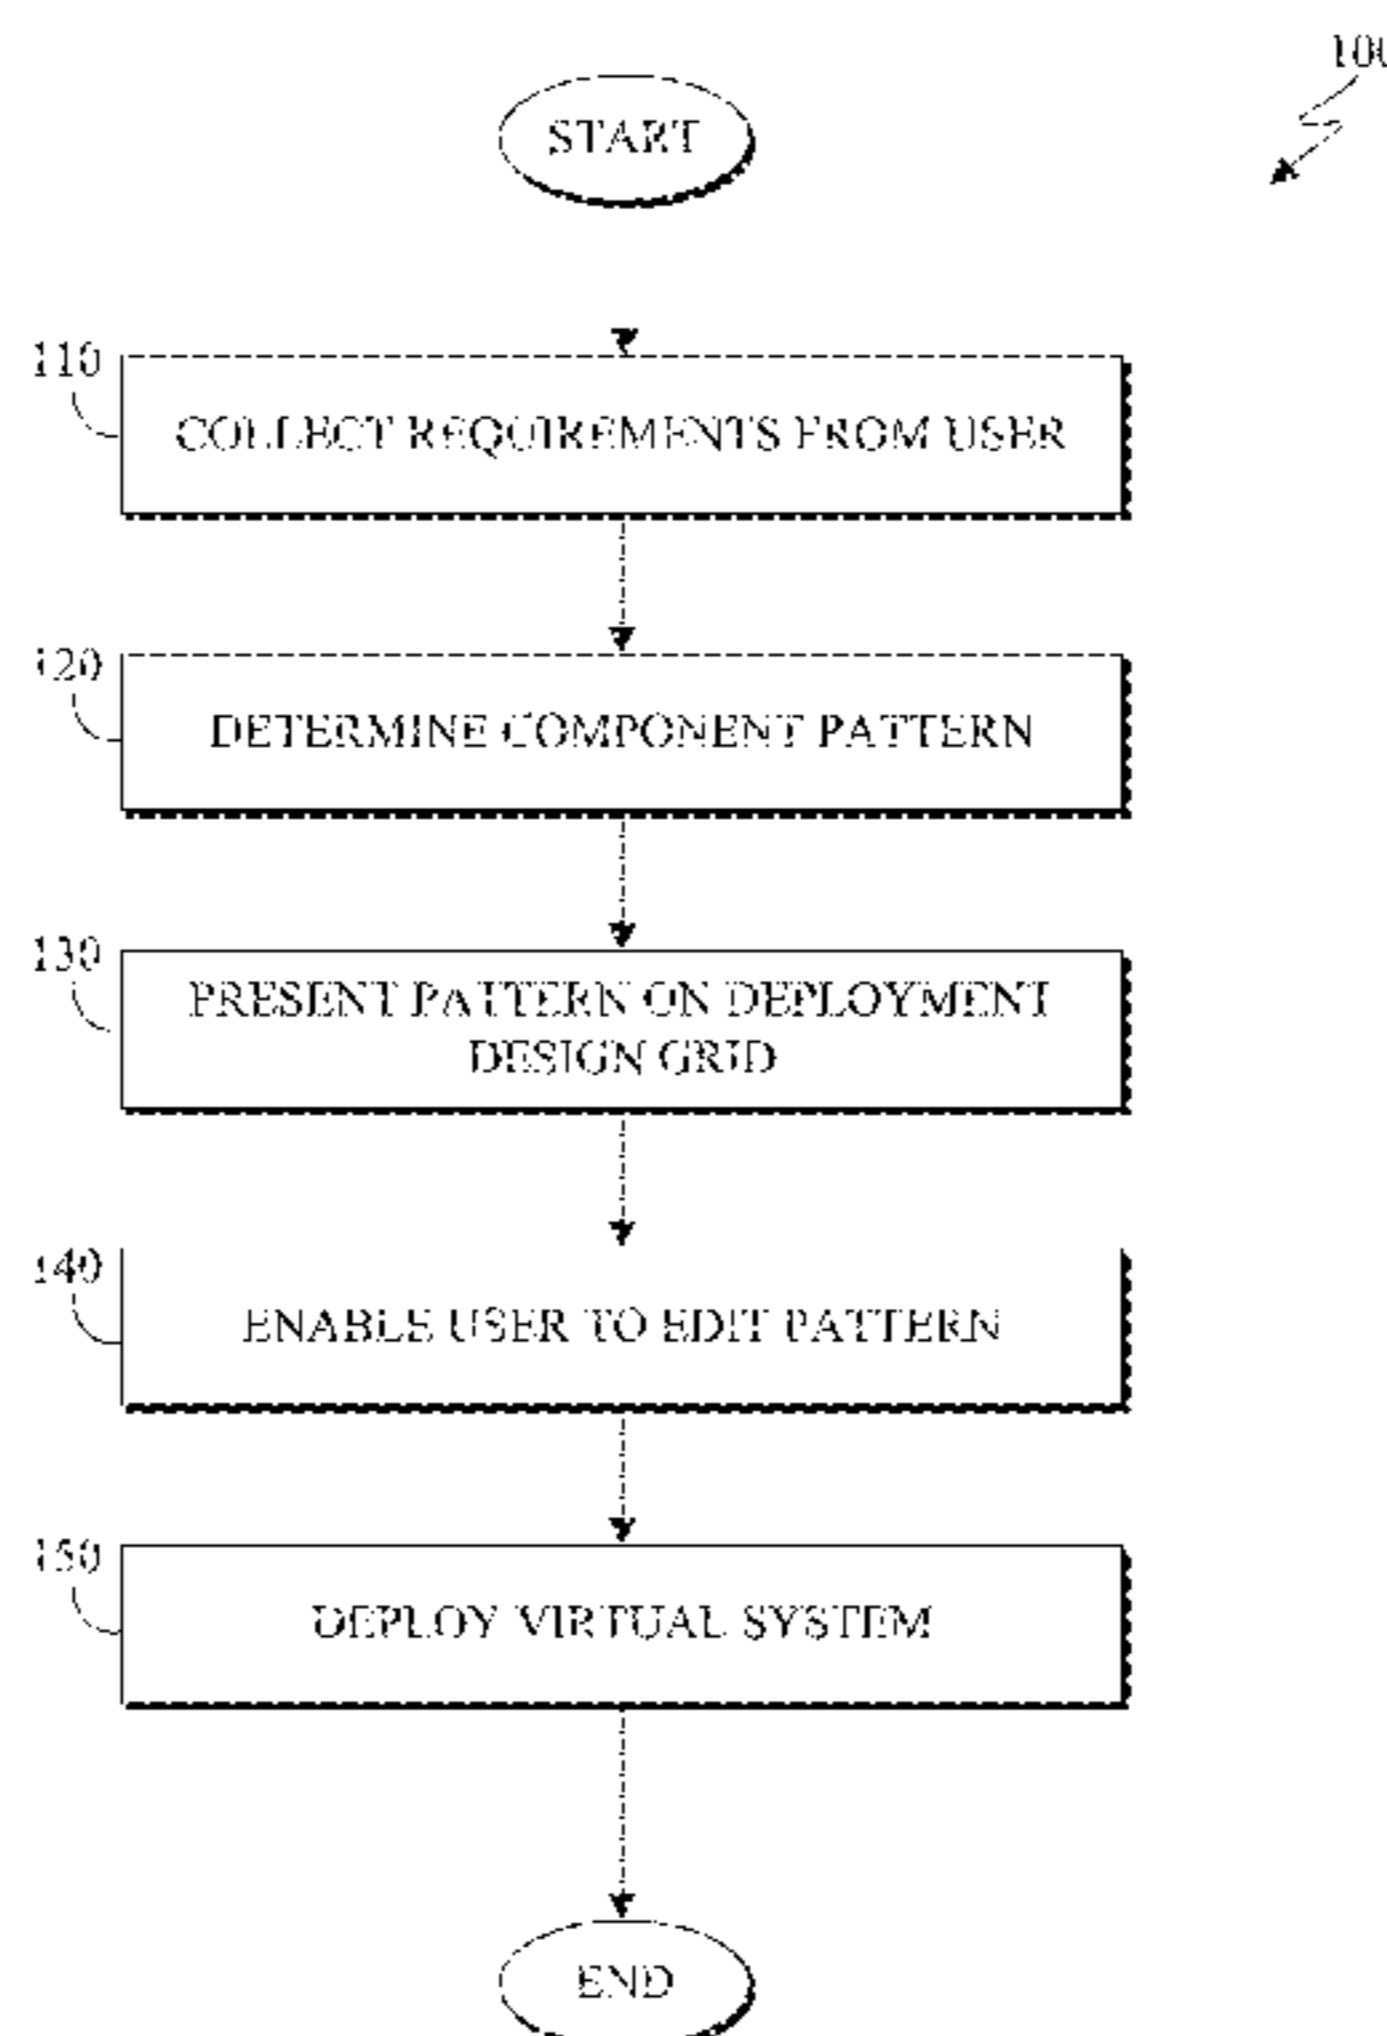 100
START
110
COLLECT REQUIREMENTS FROM USER
120
DETERMINE COMPONENT PATTERN
130
PRESENT PATTERN ON DEPLOYMENT
DESIGN GRID
140
ENABLE USER TO EDIT PATTERN
150
DEPLOY VIRTUAL SYSTEM
END